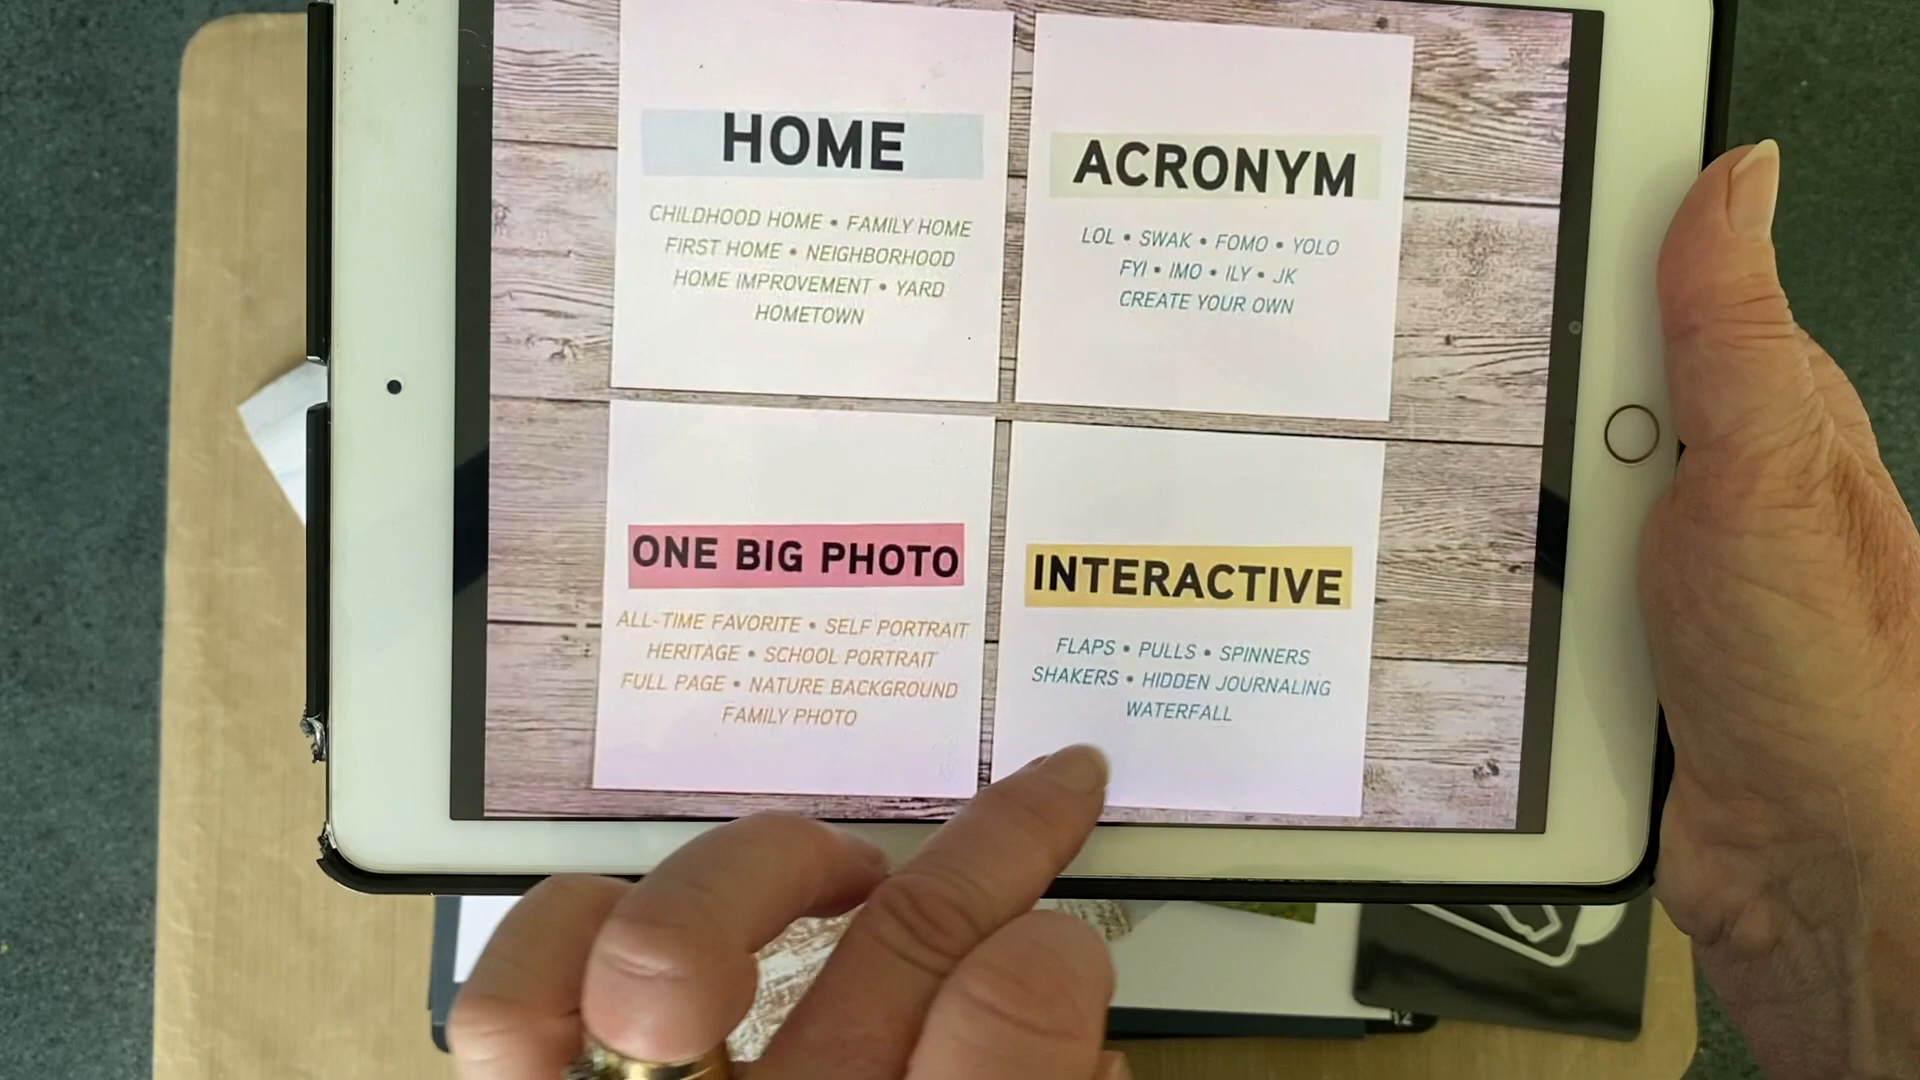 HOME
CHILDHOOD HOME • FAMILY HOME
FIRST HOME • NEIGHBORHOOD
HOME IMPROVEMENT • YARD
HOMETOWN
ACRONYM
LOL • SWAK • FOMO • YOLO
FYI • IMO • ILY • JK
CREATE YOUR OWN
ONE BIG PHOTO
ALL-TIME FAVORITE • SELF PORTRAIT
HERITAGE • SCHOOL PORTRAIT
FULL PAGE • NATURE BACKGROUND
FAMILY PHOTO
INTERACTIVE
FLAPS • PULLS • SPINNERS
SHAKERS • HIDDEN JOURNALING
WATERFALL
12